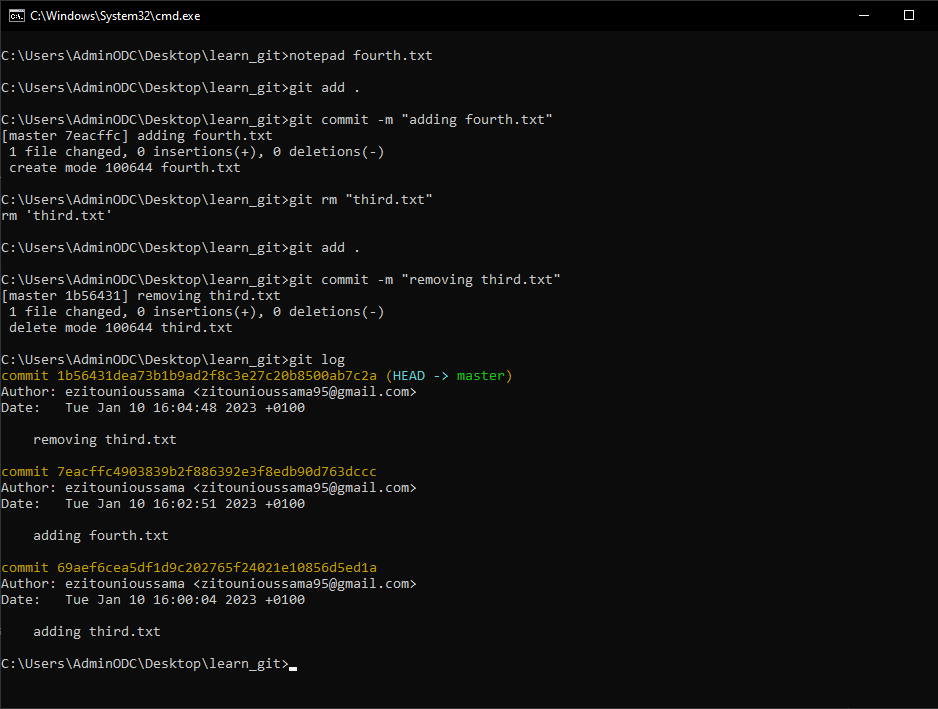 C:\Windows\System32\cmd.exe
C:\Users\AdminODC\Desktop\learn_git>notepad fourth.txt
C:\Users\AdminODC\Desktop\learn_git>git add .
C:\Users\AdminODC\Desktop\learn_git>git commit -m "adding fourth.txt"
[master 7eacffc] adding fourth.txt
 1 file changed, 0 insertions(+), 0 deletions(-)
 create mode 100644 fourth.txt
C:\Users\AdminODC\Desktop\learn_git>git rm "third.txt"
rm 'third.txt'
C:\Users\AdminODC\Desktop\learn_git>git add .
C:\Users\AdminODC\Desktop\learn_git>git commit -m "removing third.txt"
[master 1b56431] removing third.txt
 1 file changed, 0 insertions(+), 0 deletions(-)
 delete mode 100644 third.txt
C:\Users\AdminODC\Desktop\learn_git>git log
commit 1b56431dea73b1b9ad2f8c3e27c20b8500ab7c2a (HEAD -> master)
Author: ezitounioussama <zitounioussama95@gmail.com>
Date:   Tue Jan 10 16:04:48 2023 +0100
    removing third.txt
commit 7eacffc4903839b2f886392e3f8edb90d763dccc
Author: ezitounioussama <zitounioussama95@gmail.com>
Date:   Tue Jan 10 16:02:51 2023 +0100
    adding fourth.txt
commit 69aef6cea5df1d9c202765f24021e10856d5ed1a
Author: ezitounioussama <zitounioussama95@gmail.com>
Date:   Tue Jan 10 16:00:04 2023 +0100
    adding third.txt
C:\Users\AdminODC\Desktop\learn_git>